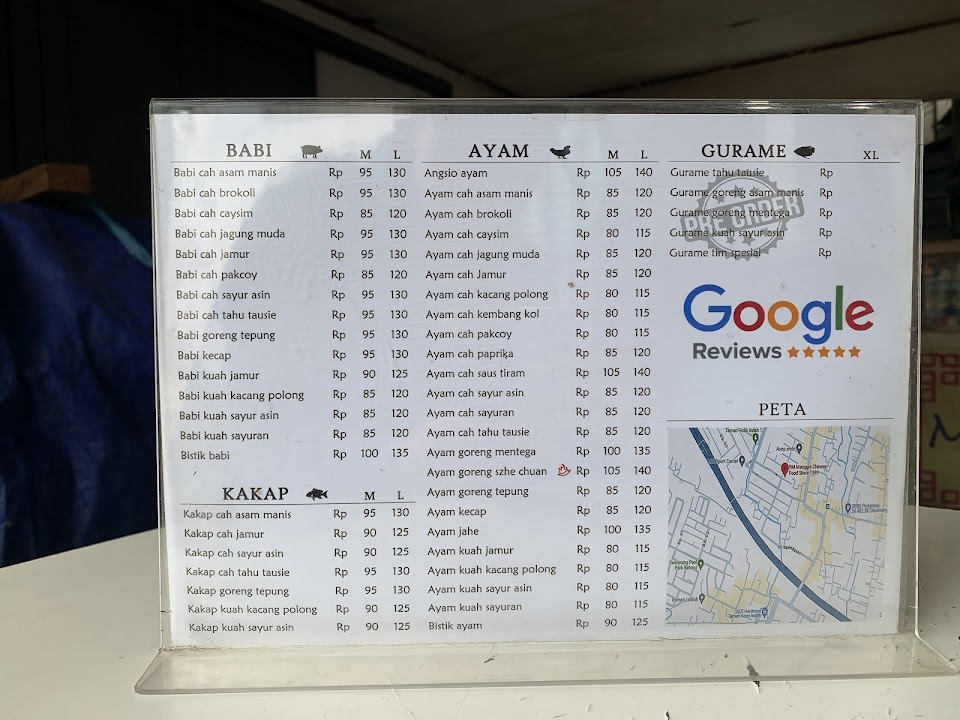 BABI M L
Babi cah asam manis Rp 95 130
Babi cah brokoli Rp 95 130
Babi cah caysim Rp 85 120
Babi cah jagung muda Rp 95 130
Babi cah jamur Rp 95 130
Babi cah pakcoy Rp 85 120
Babi cah sayur asin Rp 95 130
Babi cah tahu tausie Rp 95 130
Babi goreng tepung Rp 95 130
Babi kecap Rp 95 130
Babi kuah jamur Rp 90 125
Babi kuah kacang polong Rp 85 120
Babi kuah sayur asin Rp 85 120
Babi kuah sayuran Rp 85 120
Bistik babi Rp 100 135
KAKAP M L
Kakap cah asam manis Rp 95 130
Kakap cah jamur Rp 90 125
Kakap cah sayur asin Rp 90 125
Kakap cah tahu tausie Rp 95 130
Kakap goreng tepung Rp 95 130
Kakap kuah kacang polong Rp 90 125
Kakap kuah sayur asin Rp 90 125
AYAM M L
Angsio ayam Rp 105 140
Ayam cah asam manis Rp 85 120
Ayam cah brokoli Rp 85 120
Ayam cah caysim Rp 80 115
Ayam cah jagung muda Rp 85 120
Ayam cah Jamur Rp 85 120
Ayam cah kacang polong Rp 80 115
Ayam cah kembang kol Rp 80 115
Ayam cah pakcoy Rp 80 115
Ayam cah paprika Rp 85 120
Ayam cah saus tiram Rp 105 140
Ayam cah sayur asin Rp 85 120
Ayam cah sayuran Rp 85 120
Ayam cah tahu tausie Rp 85 120
Ayam goreng mentega Rp 100 135
Ayam goreng szhe chuan Rp 105 140
Ayam goreng tepung Rp 85 120
Ayam kecap Rp 85 120
Ayam jahe Rp 100 135
Ayam kuah jamur Rp 80 115
Ayam kuah kacang polong Rp 80 115
Ayam kuah sayur asin Rp 80 115
Ayam kuah sayuran Rp 80 115
Bistik ayam Rp 90 125
GURAME XL
Gurame tahu tausie Rp
Gurame goreng asam manis Rp
Gurame goreng mentega Rp
Gurame kuah sayur asin Rp
Gurame tim spesial Rp
PRE ORDER
Google
Reviews
PETA
RM Manggis Chinese
Food Since 1991
Sport Center
Swimming Pool
ACE Hardware